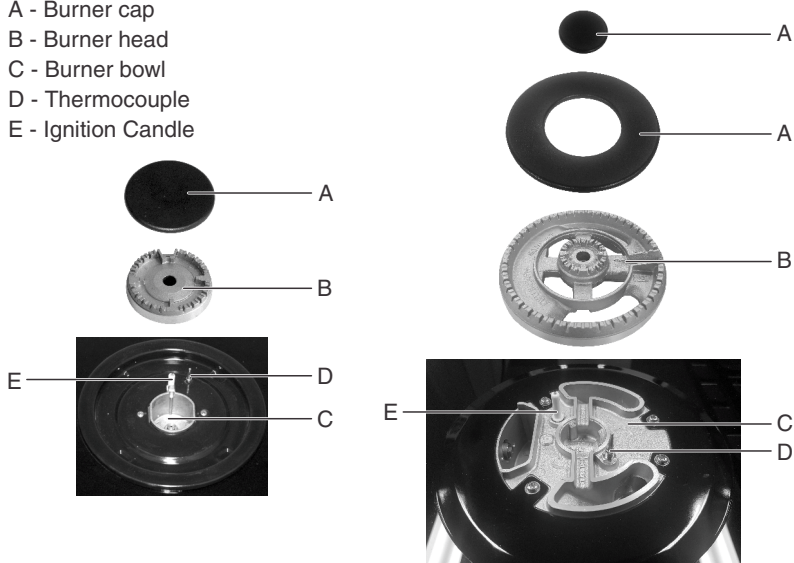 A - Burner cap
B - Burner head
C - Burner bowl
D - Thermocouple
E - Ignition Candle
A
B
E
D
C
A
A
B
E
C
D